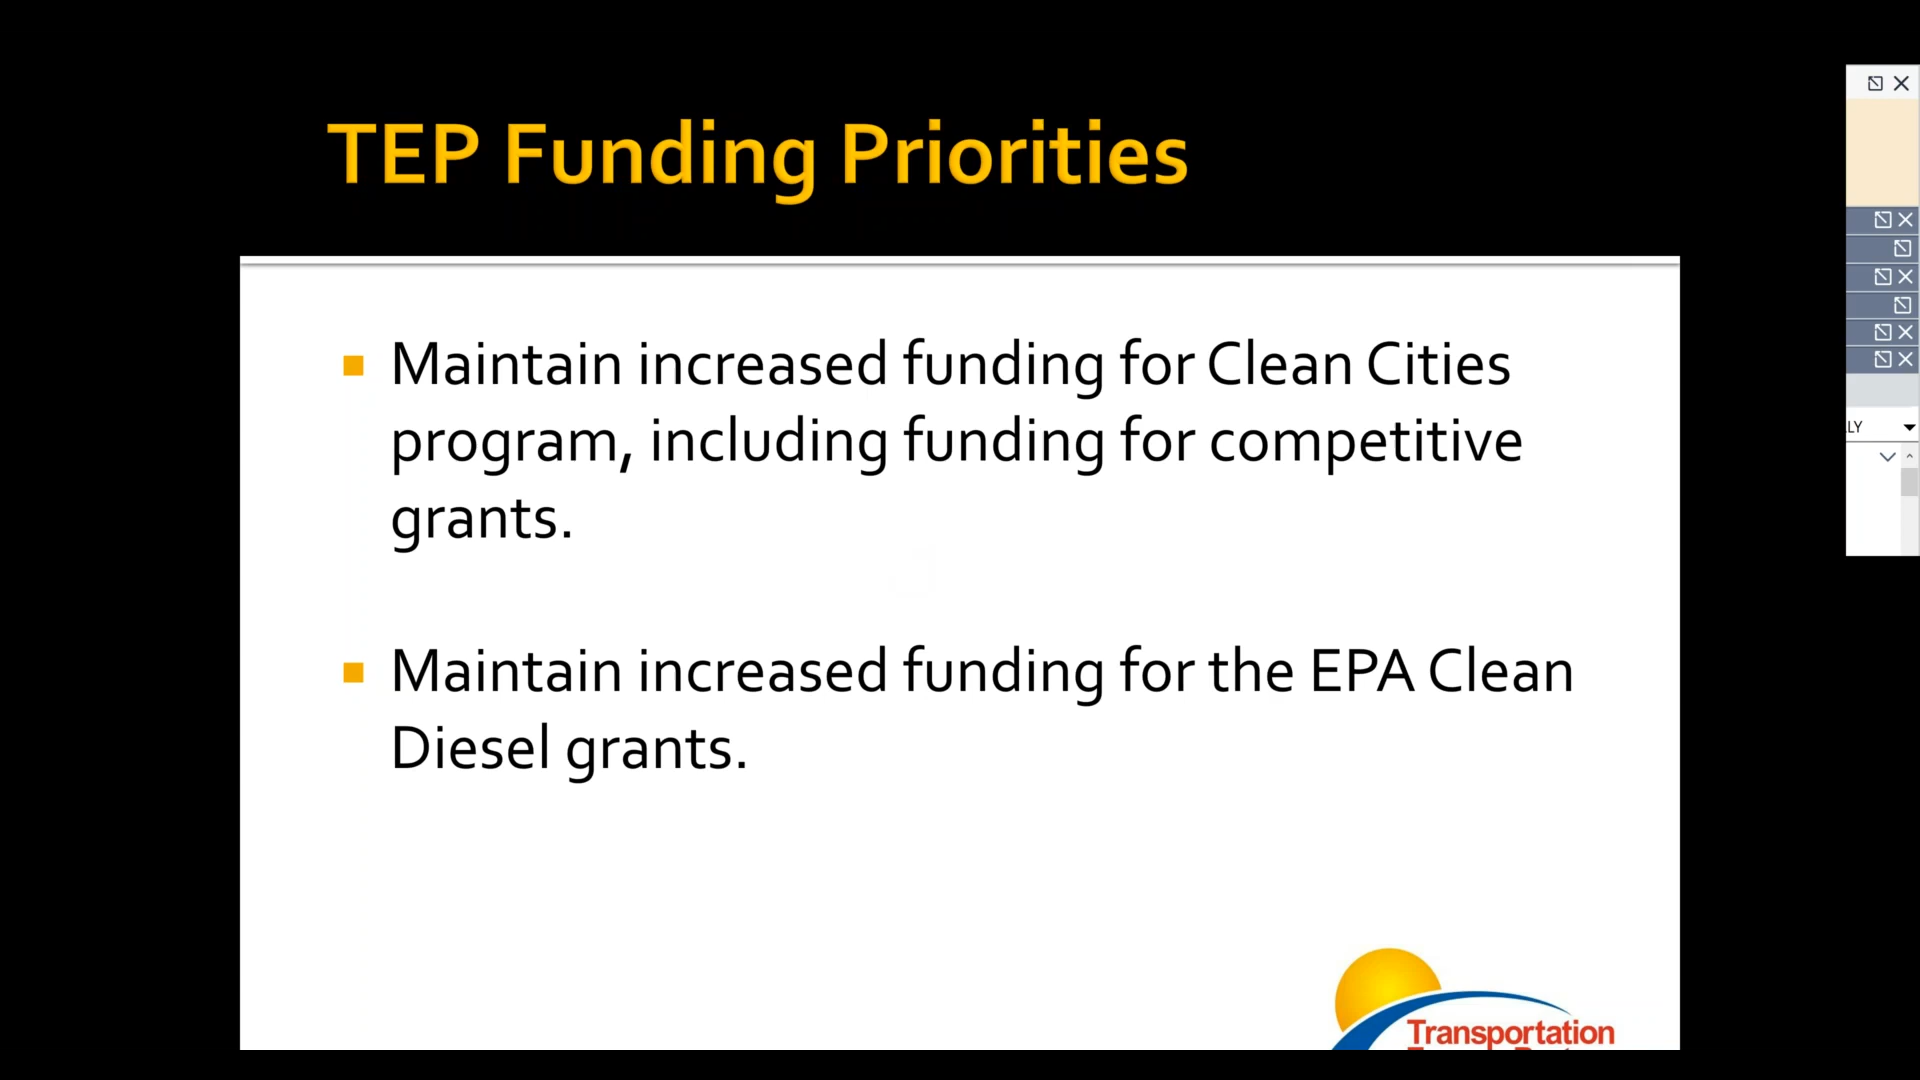 TEP Funding Priorities
Maintain increased funding for Clean Cities
program, including funding for competitive
grants.
Maintain increased funding for the EPA Clean
Diesel grants.
Transportation
LY